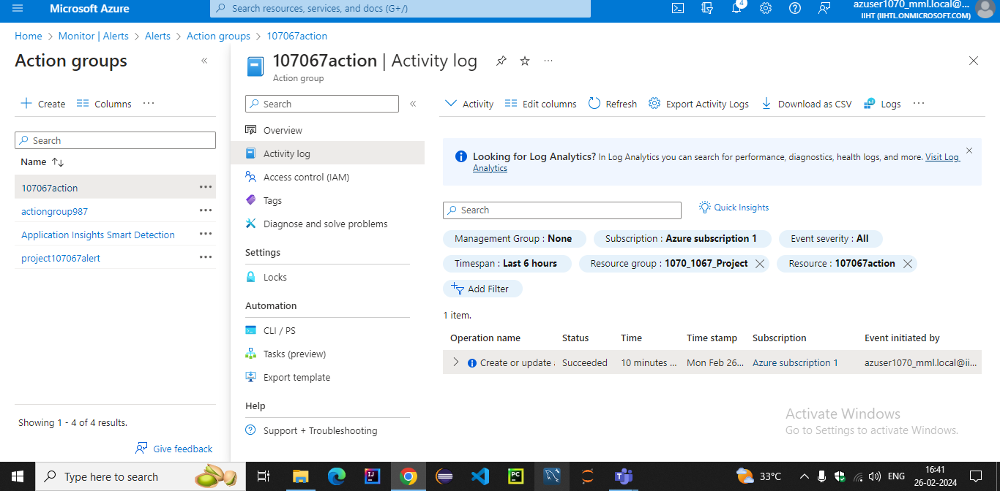 Microsoft Azure
Search resources, services, and docs (G+/)
4
azuser1070_mml.local@...
IIHT (IIHTL.ONMICROSOFT.COM)
Home > Monitor | Alerts > Alerts > Action groups > 107067action
Action groups «
107067action | Activity log ...
Action group
Create Columns ...
Search «
Activity Edit columns Refresh Export Activity Logs Download as CSV Logs ...
Search
Name ↑↓
107067action ...
actiongroup987 ...
Application Insights Smart Detection ...
project107067alert ...
Showing 1 - 4 of 4 results.
Give feedback
Overview
Activity log
Access control (IAM)
Tags
Diagnose and solve problems
Settings
Locks
Automation
CLI / PS
Tasks (preview)
Export template
Help
Support + Troubleshooting
Looking for Log Analytics? In Log Analytics you can search for performance, diagnostics, health logs, and more. Visit Log
Analytics
Search
Quick Insights
Management Group : None Subscription : Azure subscription 1 Event severity : All
Timespan : Last 6 hours Resource group : 1070_1067_Project Resource : 107067action
Add Filter
1 item.
Operation name Status Time Time stamp Subscription Event initiated by
Create or update Succeeded 10 minutes ... Mon Feb 26... Azure subscription 1 azuser1070_mml.local@ii...
Activate Windows
Go to Settings to activate Windows.
Type here to search
33°C
ENG
16:41
26-02-2024